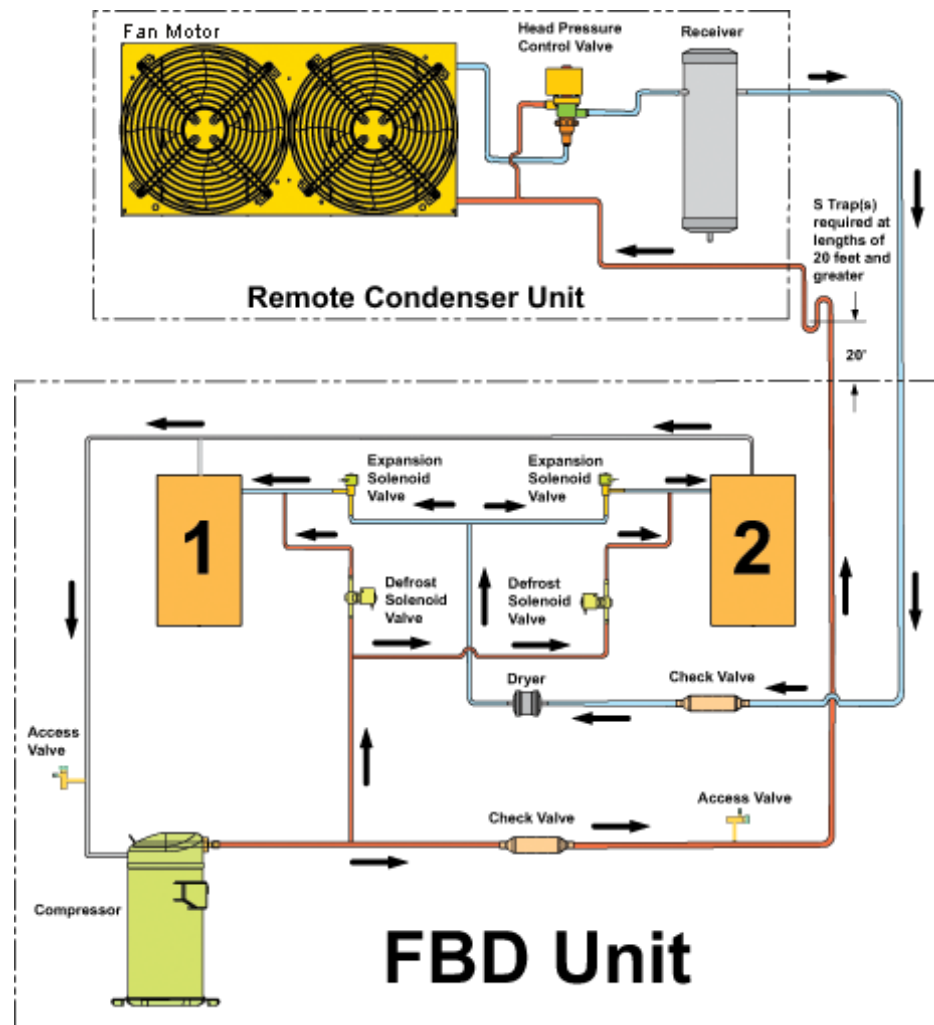 Fan Motor
Head Pressure
Control Valve
Receiver
S Trap(s)
required at
lengths of
20 feet and
greater
Remote Condenser Unit
20'
Expansion
Solenoid
Valve
Expansion
Solenoid
Valve
1
2
Defrost
Solenoid
Valve
Defrost
Solenoid
Valve
Dryer
Check Valve
Access
Valve
Access Valve
Check Valve
Compressor
FBD Unit